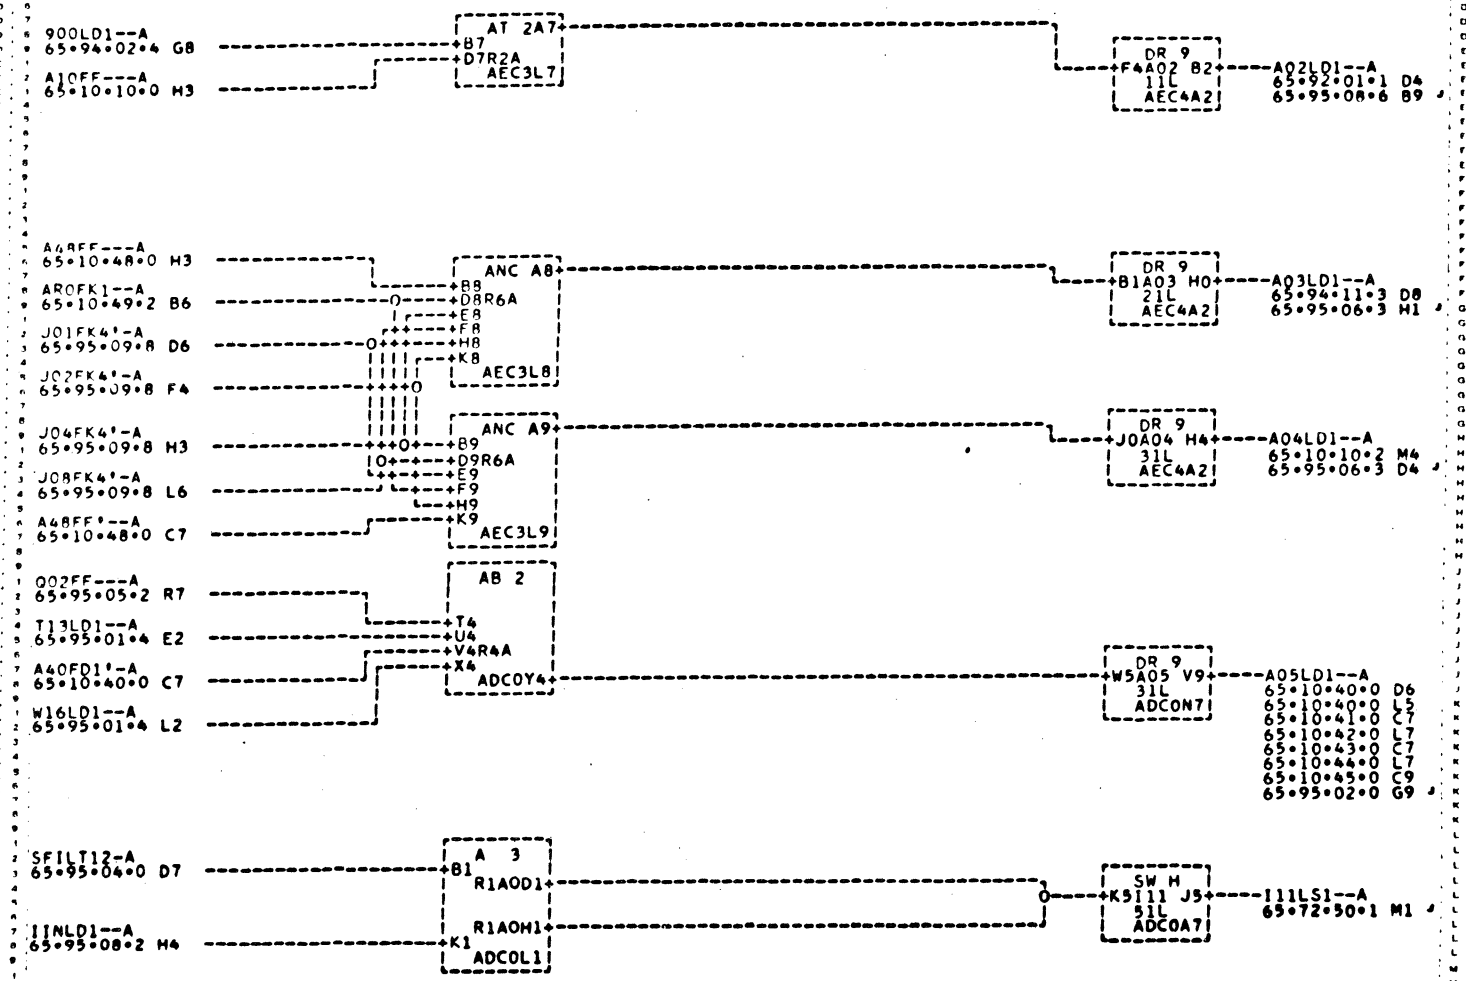 900LD1--A
65•94•02•4 G8
A10FF---A
65•10•10•0 H3
AT 2A7
B7
D7R2A
AEC3L7
DR 9
F4A02 B2
11L
AEC4A2
A02LD1--A
65•92•01•1 D4
65•95•08•6 B9
A48FF---A
65•10•48•0 H3
AR0FK1--A
65•10•49•2 B6
J01FK4'-A
65•95•09•8 D6
J02FK4'-A
65•95•09•8 F4
J04FK4'-A
65•95•09•8 H3
J08FK4'-A
65•95•09•8 L6
A48FF'--A
65•10•48•0 C7
ANC A8
B8
D8R6A
E8
F8
H8
K8
AEC3L8
ANC A9
B9
D9R6A
E9
F9
H9
K9
AEC3L9
DR 9
B1A03 H0
21L
AEC4A2
A03LD1--A
65•94•11•3 D8
65•95•06•3 H1
DR 9
J0A04 H4
31L
AEC4A2
A04LD1--A
65•10•10•2 M4
65•95•06•3 D4
Q02FF---A
65•95•05•2 R7
T13LD1--A
65•95•01•4 E2
A40FD1'-A
65•10•40•0 C7
W16LD1--A
65•95•01•4 L2
AB 2
T4
U4
V4R4A
X4
ADC0Y4
DR 9
W5A05 V9
31L
ADC0N7
A05LD1--A
65•10•40•0 D6
65•10•40•0 L5
65•10•41•0 C7
65•10•42•0 L7
65•10•43•0 C7
65•10•44•0 L7
65•10•45•0 C9
65•95•02•0 G9
SFILT12-A
65•95•04•0 D7
IINLD1--A
65•95•08•2 H4
A 3
B1
R1A0D1
R1A0H1
K1
ADC0L1
SW H
K5I11 J5
51L
ADC0A7
I11LS1--A
65•72•50•1 M1